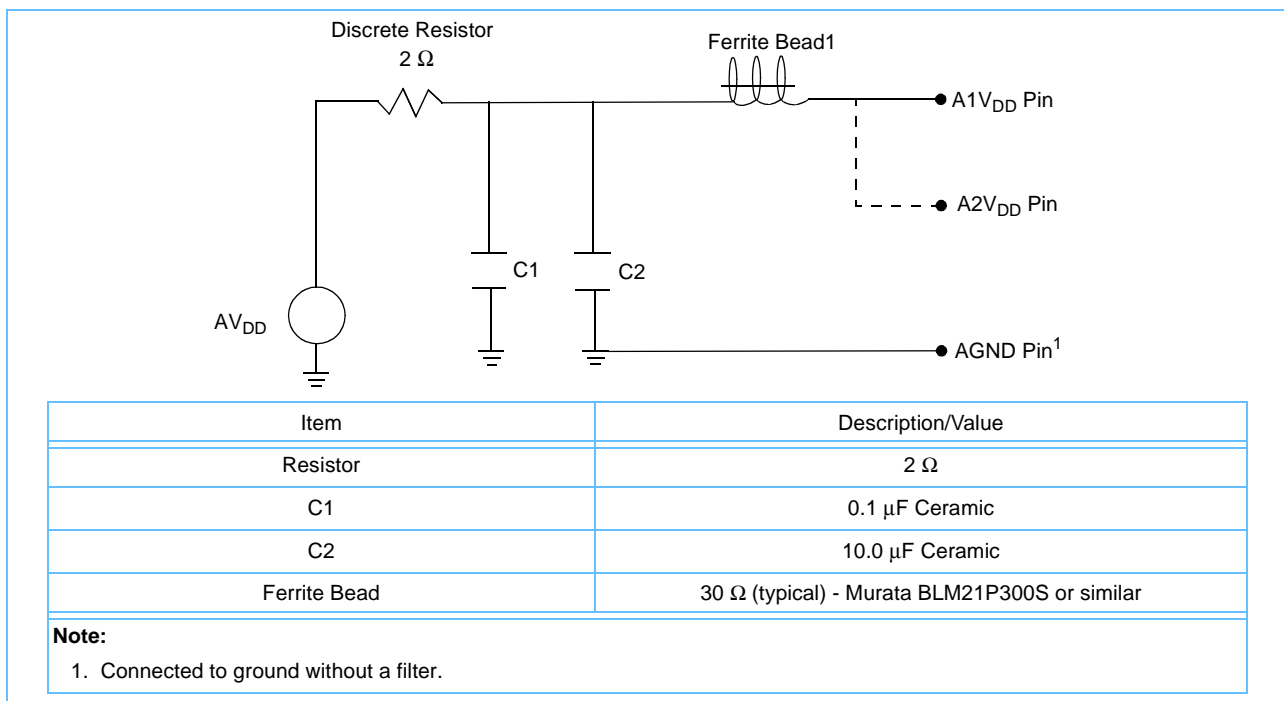 Discrete Resistor
2 Ω
Ferrite Bead1
A1VDD Pin
A2VDD Pin
C1
C2
AVDD
AGND Pin1
Item Description/Value
Resistor 2 Ω
C1 0.1 μF Ceramic
C2 10.0 μF Ceramic
Ferrite Bead 30 Ω (typical) - Murata BLM21P300S or similar
Note:
1. Connected to ground without a filter.